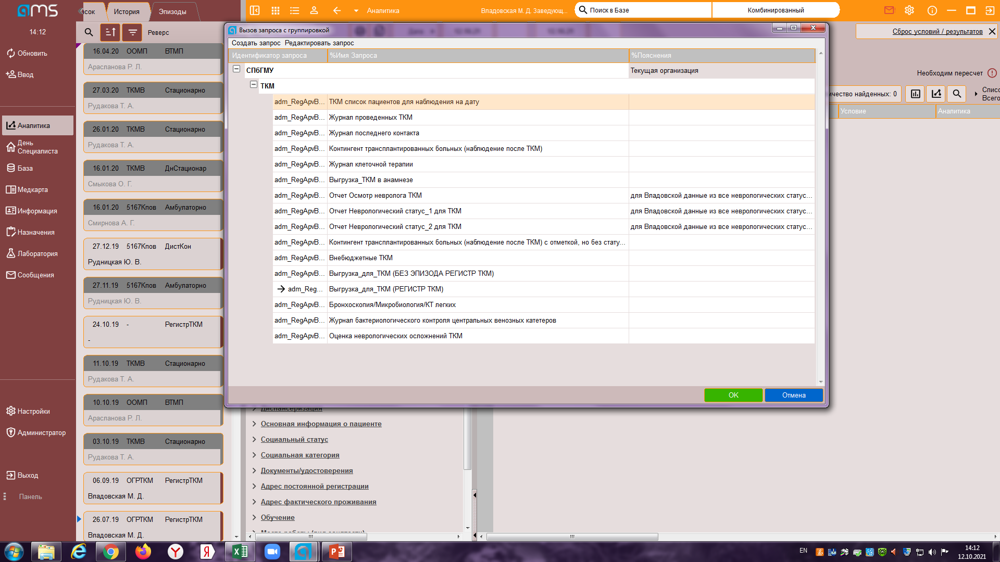 ams
14:12
Обновить
Ввод
Аналитика
День
Специалиста
База
Медкарта
Информация
Назначения
Лаборатория
Сообщения
Настройки
Администратор
Выход
Панель
сок
История
Эпизоды
Реверс
16.04.20 ООМП ВТМП
Арасланова Р. Л.
27.03.20 ТКМВ Стационарно
Рудакова Т. А.
26.01.20 ТКМВ Стационарно
Рудакова Т. А.
16.01.20 ТКМВ ДнСтационар
Смыкова О. Г.
16.01.20 5167Кпов Амбулаторно
Смирнова А. Г.
27.12.19 5167Кпов ДистКон
Рудницкая Ю. В.
27.11.19 5167Кпов Амбулаторно
Рудницкая Ю. В.
24.10.19 - РегистрТКМ
-
11.10.19 ТКМВ Стационарно
Рудакова Т. А.
10.10.19 ООМП ВТМП
Арасланова Р. Л.
03.10.19 ТКМВ Стационарно
Рудакова Т. А.
06.09.19 ОГРТКМ РегистрТКМ
Владовская М. Д.
26.07.19 ОГРТКМ РегистрТКМ
Владовская М. Д.
Аналитика
Владовская М. Д. Заведующ...
Поиск в Базе
Комбинированный
Сброс условий / результатов
Необходим пересчет
чество найденных: 0
Списо
Всего
Условие
Аналитика
Вызов запроса с группировкой
Создать запрос Редактировать запрос
Идентификатор запроса %Имя Запроса %Пояснения
СПбГМУ Текущая организация
ТКМ
adm_RegApvB... ТКМ список пациентов для наблюдения на дату
adm_RegApvB... Журнал проведенных ТКМ
adm_RegApvB... Журнал последнего контакта
adm_RegApvB... Контингент трансплантированных больных (наблюдение после ТКМ)
adm_RegApvB... Журнал клеточной терапии
adm_RegApvB... Выгрузка_ТКМ в анамнезе
adm_RegApvB... Отчет Осмотр невролога ТКМ для Владовской данные из все неврологических статус...
adm_RegApvB... Отчет Неврологический статус_1 для ТКМ для Владовской данные из все неврологических статус...
adm_RegApvB... Отчет Неврологический статус_2 для ТКМ для Владовской данные из все неврологических статус...
adm_RegApvB... Контингент трансплантированных больных (наблюдение после ТКМ) с отметкой, но без стату...
adm_RegApvB... Внебюджетные ТКМ
adm_RegApvB... Выгрузка_для_ТКМ (БЕЗ ЭПИЗОДА РЕГИСТР ТКМ)
adm_Reg... Выгрузка_для_ТКМ (РЕГИСТР ТКМ)
adm_RegApvB... Бронхоскопия/Микробиология/КТ легких
adm_RegApvB... Журнал бактериологического контроля центральных венозных катетеров
adm_RegApvB... Оценка неврологических осложнений ТКМ
OK
Отмена
Диспансеризация
Основная информация о пациенте
Социальный статус
Социальная категория
Документы/удостоверения
Адрес постоянной регистрации
Адрес фактического проживания
Обучение
EN
14:12
12.10.2021